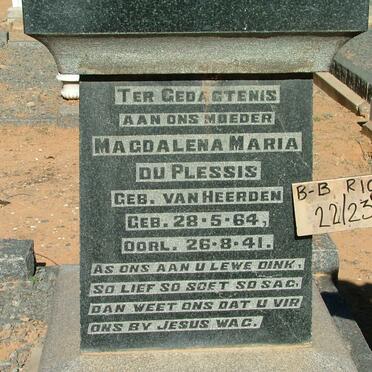 TER GEDAGTENIS
AAN ONS MOEDER
MAGDALENA MARIA
DU PLESSIS
GEB. VAN HEERDEN
GEB. 28-5-64,
OORL. 26-8-41.
AS ONS AAN U LEWE DINK,
SO LIEF SO SOET SO SAG,
DAN WEET ONS DAT U VIR
ONS BY JESUS WAG.
B-B RIC
22/23